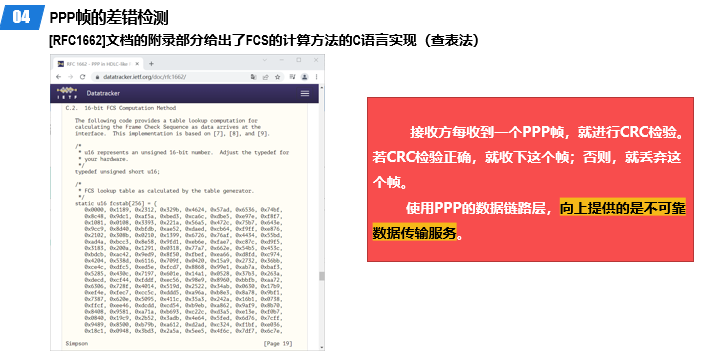 04 PPP帧的差错检测
[RFC1662]文档的附录部分给出了FCS的计算方法的C语言实现（查表法）
RFC 1662 - PPP in HDLC-like
datatracker.ietf.org/doc/rfc1662/
IETF Datatracker
C.2. 16-bit FCS Computation Method
The following code provides a table lookup computation for
calculating the Frame Check Sequence as data arrives at the
interface. This implementation is based on [7], [8], and [9].
/*
* u16 represents an unsigned 16-bit number. Adjust the typedef for
* your hardware.
*/
typedef unsigned short u16;
/*
* FCS lookup table as calculated by the table generator.
*/
static u16 fcstab[256] = {
0x0000, 0x1189, 0x2312, 0x329b, 0x4624, 0x57ad, 0x6536, 0x74bf,
0x8c48, 0x9dc1, 0xaf5a, 0xbed3, 0xca6c, 0xdbe5, 0xe97e, 0xf8f7,
0x1081, 0x0108, 0x3393, 0x221a, 0x56a5, 0x472c, 0x75b7, 0x643e,
0x9cc9, 0x8d40, 0xbfdb, 0xae52, 0xdaed, 0xcb64, 0xf9ff, 0xe876,
0x2102, 0x308b, 0x0210, 0x1399, 0x6726, 0x76af, 0x4434, 0x55bd,
0xad4a, 0xbcc3, 0x8e58, 0x9fd1, 0xeb6e, 0xfae7, 0xc87c, 0xd9f5,
0x3183, 0x200a, 0x1291, 0x0318, 0x77a7, 0x662e, 0x54b5, 0x453c,
0xbdcb, 0xac42, 0x9ed9, 0x8f50, 0xfbef, 0xea66, 0xd8fd, 0xc974,
0x4204, 0x538d, 0x6116, 0x709f, 0x0420, 0x15a9, 0x2732, 0x36bb,
0xce4c, 0xdfc5, 0xed5e, 0xfcd7, 0x8868, 0x99e1, 0xab7a, 0xbaf3,
0x5285, 0x430c, 0x7197, 0x601e, 0x14a1, 0x0528, 0x37b3, 0x263a,
0xdecd, 0xcf44, 0xfddf, 0xec56, 0x98e9, 0x8960, 0xbbfb, 0xaa72,
0x6306, 0x728f, 0x4014, 0x519d, 0x2522, 0x34ab, 0x0630, 0x17b9,
0xef4e, 0xfec7, 0xcc5c, 0xddd5, 0xa96a, 0xb8e3, 0x8a78, 0x9bf1,
0x7387, 0x620e, 0x5095, 0x411c, 0x35a3, 0x242a, 0x16b1, 0x0738,
0xffcf, 0xee46, 0xdcdd, 0xcd54, 0xb9eb, 0xa862, 0x9af9, 0x8b70,
0x8408, 0x9581, 0xa71a, 0xb693, 0xc22c, 0xd3a5, 0xe13e, 0xf0b7,
0x0840, 0x19c9, 0x2b52, 0x3adb, 0x4e64, 0x5fed, 0x6d76, 0x7cff,
0x9489, 0x8500, 0xb79b, 0xa612, 0xd2ad, 0xc324, 0xf1bf, 0xe036,
0x18c1, 0x0948, 0x3bd3, 0x2a5a, 0x5ee5, 0x4f6c, 0x7df7, 0x6c7e,
Simpson [Page 19]
接收方每收到一个PPP帧，就进行CRC检验。
若CRC检验正确，就收下这个帧；否则，就丢弃这
个帧。
使用PPP的数据链路层，向上提供的是不可靠
数据传输服务。